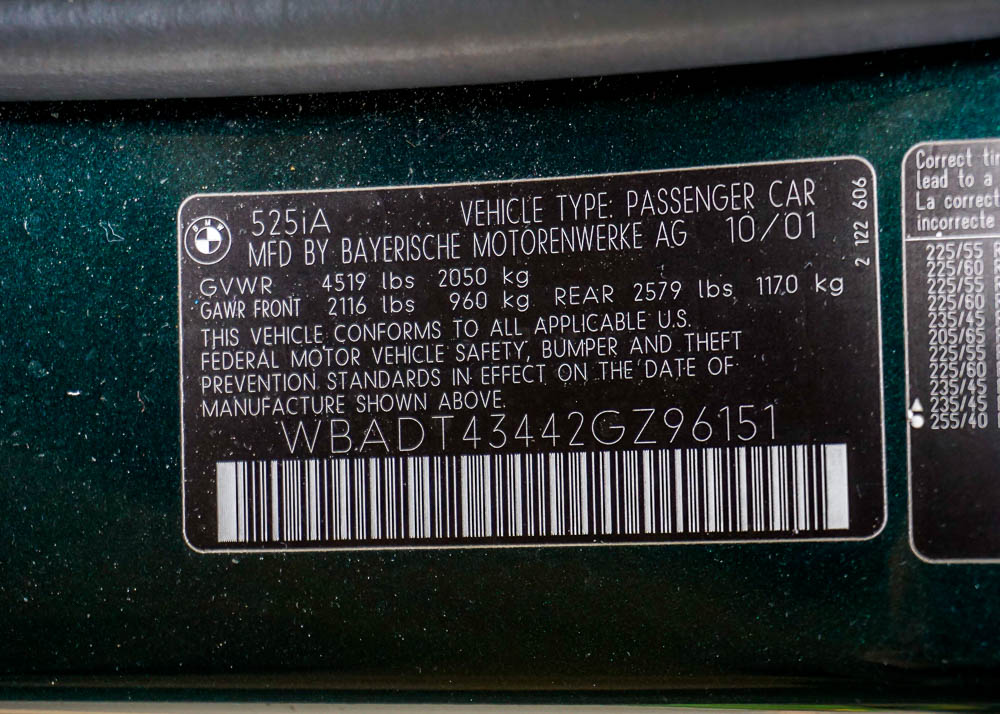 BMW
525iA VEHICLE TYPE: PASSENGER CAR
MFD BY BAYERISCHE MOTORENWERKE AG 10/01
GVWR 4519 lbs 2050 kg
GAWR FRONT 2116 lbs 960 kg REAR 2579 lbs 1170 kg
THIS VEHICLE CONFORMS TO ALL APPLICABLE U.S.
FEDERAL MOTOR VEHICLE SAFETY, BUMPER AND THEFT
PREVENTION STANDARDS IN EFFECT ON THE DATE OF
MANUFACTURE SHOWN ABOVE.
WBADT43442GZ96151
2 122 606
Correct
lead to a
La correct
incorrecte
225/55
225/60
225/55
225/60
235/45
205/65
225/55
225/60
235/45
235/45
255/40